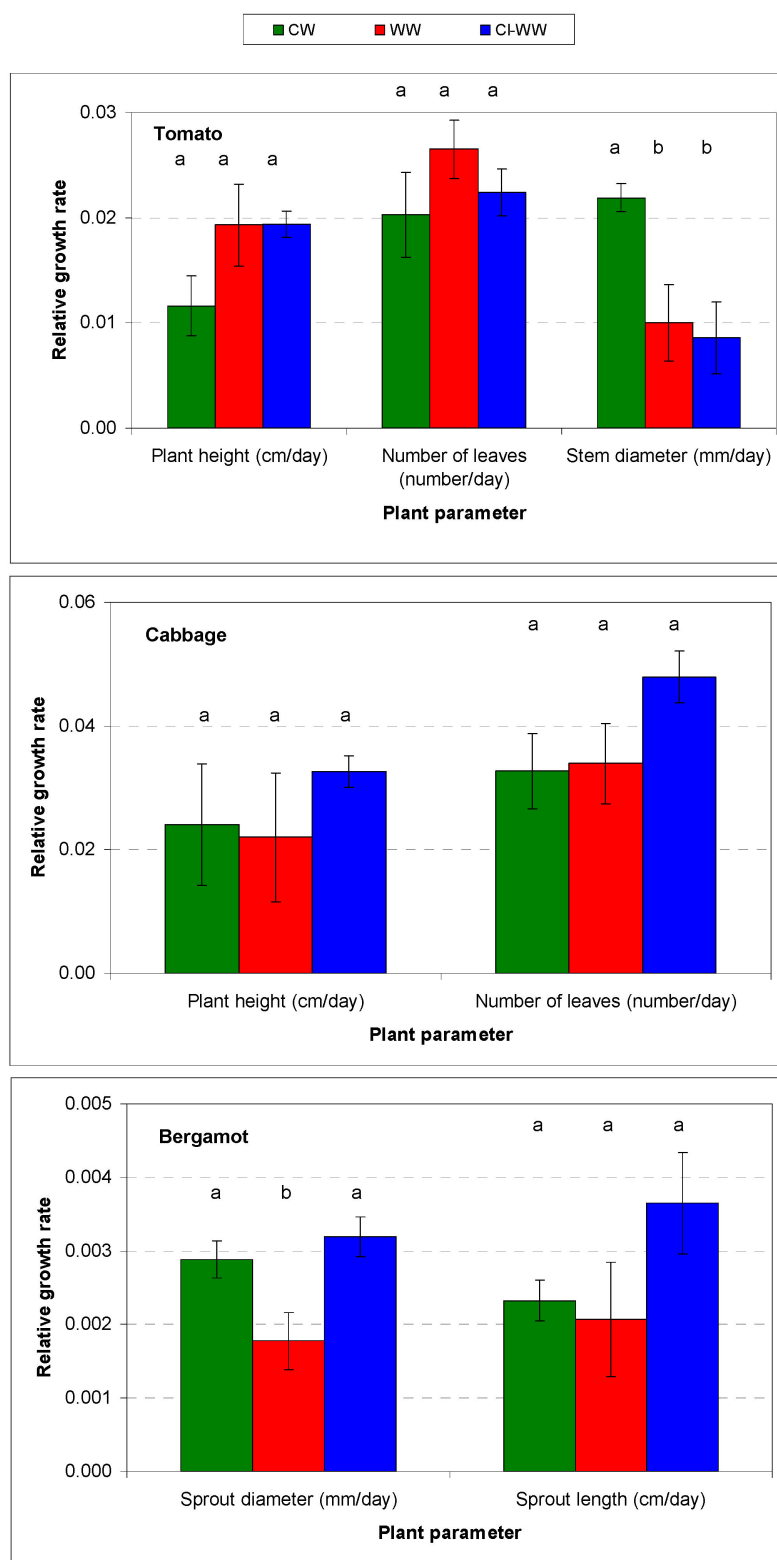 CW WW Cl-WW
Tomato
a a a
a a a
a b b
0.03
0.02
0.01
0.00
Relative growth rate
Plant height (cm/day) Number of leaves (number/day) Stem diameter (mm/day)
Plant parameter
Cabbage
a a a
a a a
0.06
0.04
0.02
0.00
Relative growth rate
Plant height (cm/day) Number of leaves (number/day)
Plant parameter
Bergamot
a b a
a a a
0.005
0.004
0.003
0.002
0.001
0.000
Relative growth rate
Sprout diameter (mm/day) Sprout length (cm/day)
Plant parameter